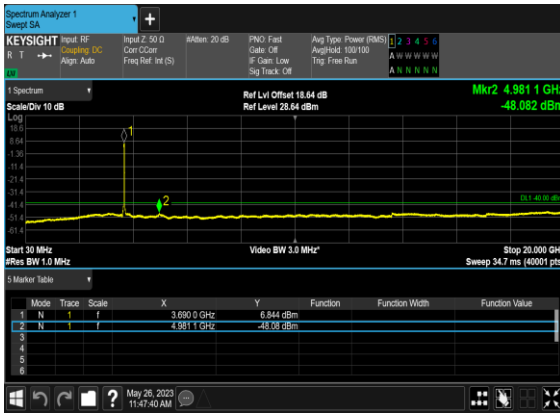 Spectrum Analyzer 1
Swept SA
+
KEYSIGHT Input: RF Input Z: 50 Ω #Atten: 20 dB PNO: Fast Avg Type: Power (RMS) 1 2 3 4 5 6
R T Coupling: DC Corr CCorr Gate: Off Avg|Hold: 100/100 A W W W W W
Align: Auto Freq Ref: Int (S) IF Gain: Low Trig: Free Run
LXI Sig Track: Off A N N N N N
1 Spectrum Ref Lvl Offset 18.64 dB Mkr2 4.981 1 GHz
Scale/Div 10 dB Ref Level 28.64 dBm -48.082 dBm
Log
18.6
8.64
-1.36
-11.4
-21.4
-31.4
-41.4
-51.4
-61.4
1
2
DL1 -40.00 dBm
Start 30 MHz Video BW 3.0 MHz* Stop 20.000 GHz
#Res BW 1.0 MHz Sweep 34.7 ms (40001 pts)
5 Marker Table
Mode Trace Scale X Y Function Function Width Function Value
1 N 1 f 3.690 0 GHz 6.844 dBm
2 N 1 f 4.981 1 GHz -48.08 dBm
3
4
5
6
? May 26, 2023
11:47:40 AM